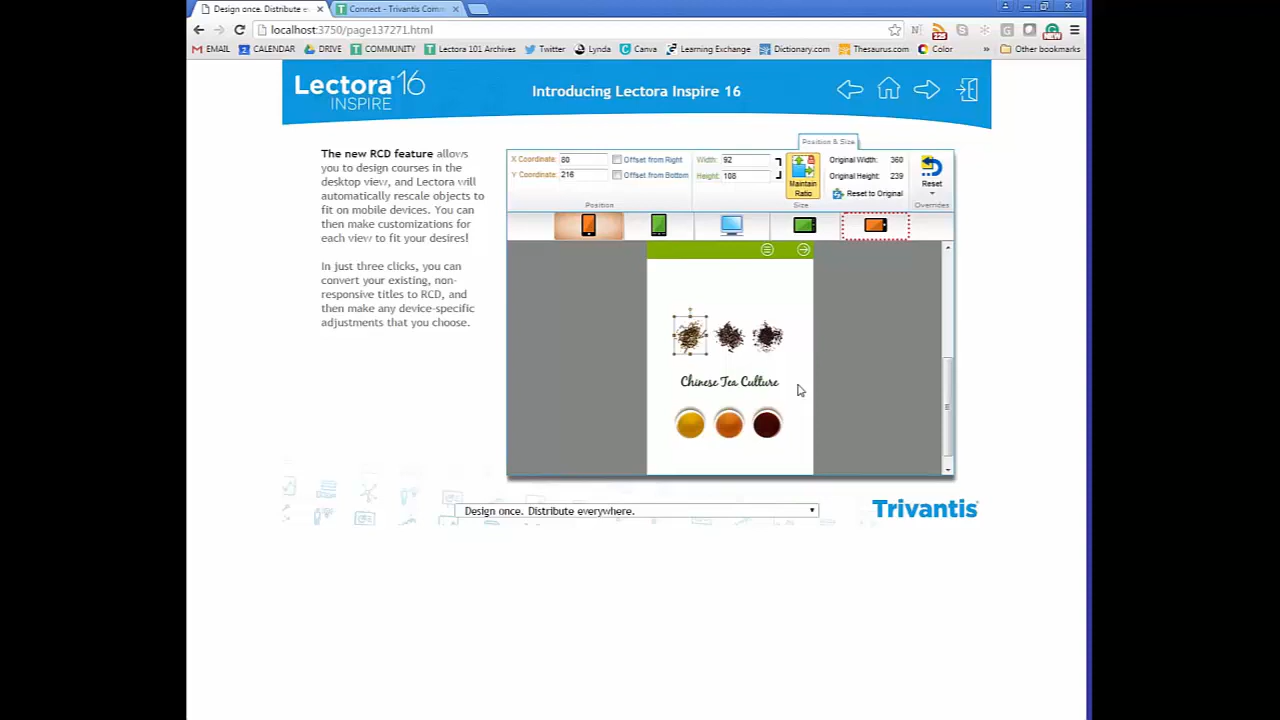 Design once. Distribute e
Connect - Trivantis Com
localhost:3750/page137271.html
EMAIL CALENDAR DRIVE COMMUNITY Lectora 101 Archives Twitter Lynda Canva Learning Exchange Dictionary.com Thesaurus.com Color » Other bookmarks
Lectora 16
INSPIRE
Introducing Lectora Inspire 16
The new RCD feature allows
you to design courses in the
desktop view, and Lectora will
automatically rescale objects to
fit on mobile devices. You can
then make customizations for
each view to fit your desires!
In just three clicks, you can
convert your existing, non-
responsive titles to RCD, and
then make any device-specific
adjustments that you choose.
Position & Size
X Coordinate: 80 Offset from Right Width: 92 Original Width: 360
Y Coordinate: 216 Offset from Bottom Height: 108 Original Height: 239
Maintain
Ratio
Reset to Original
Reset
Position Size Overrides
Chinese Tea Culture
Design once. Distribute everywhere.
Trivantis